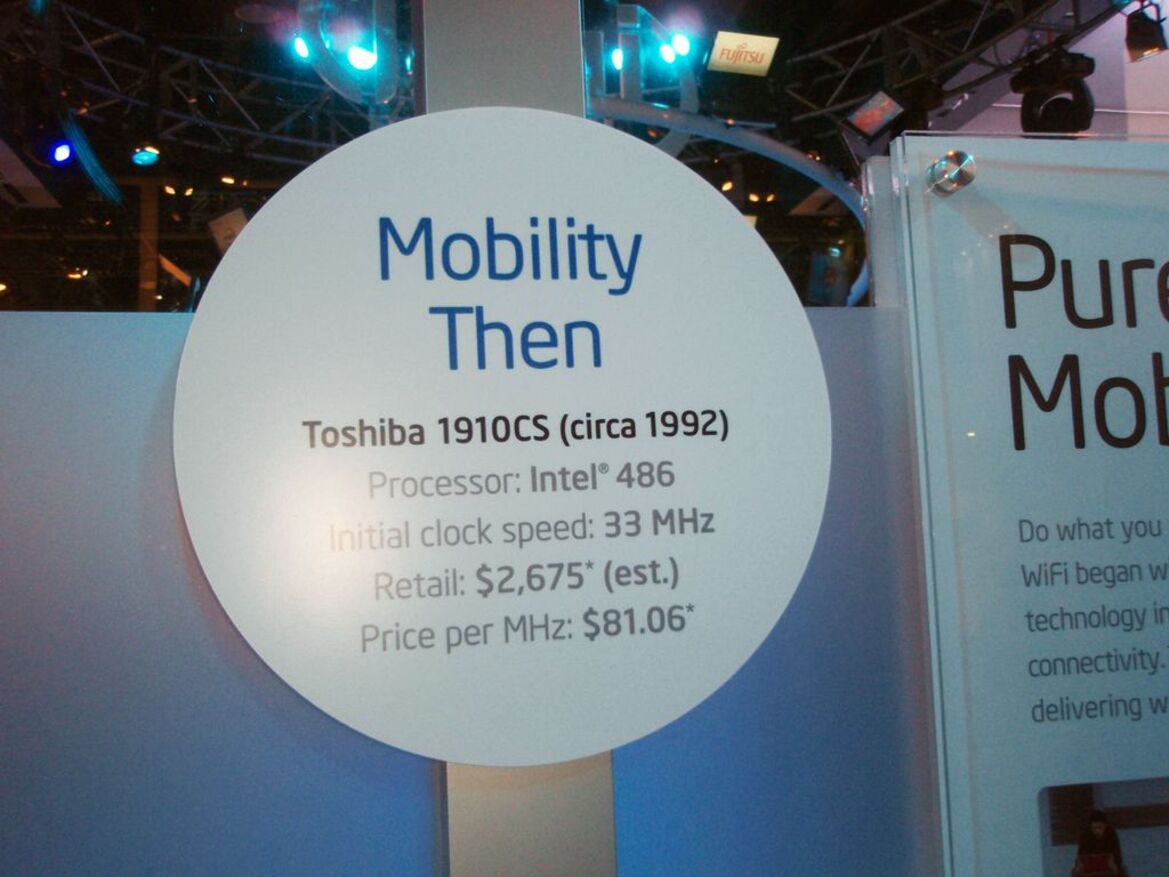 FUJITSU
Mobility
Then
Toshiba 1910CS (circa 1992)
Processor: Intel® 486
Initial clock speed: 33 MHz
Retail: $2,675* (est.)
Price per MHz: $81.06*
Pure
Mob
Do what you
WiFi began w
technology in
connectivity.
delivering w